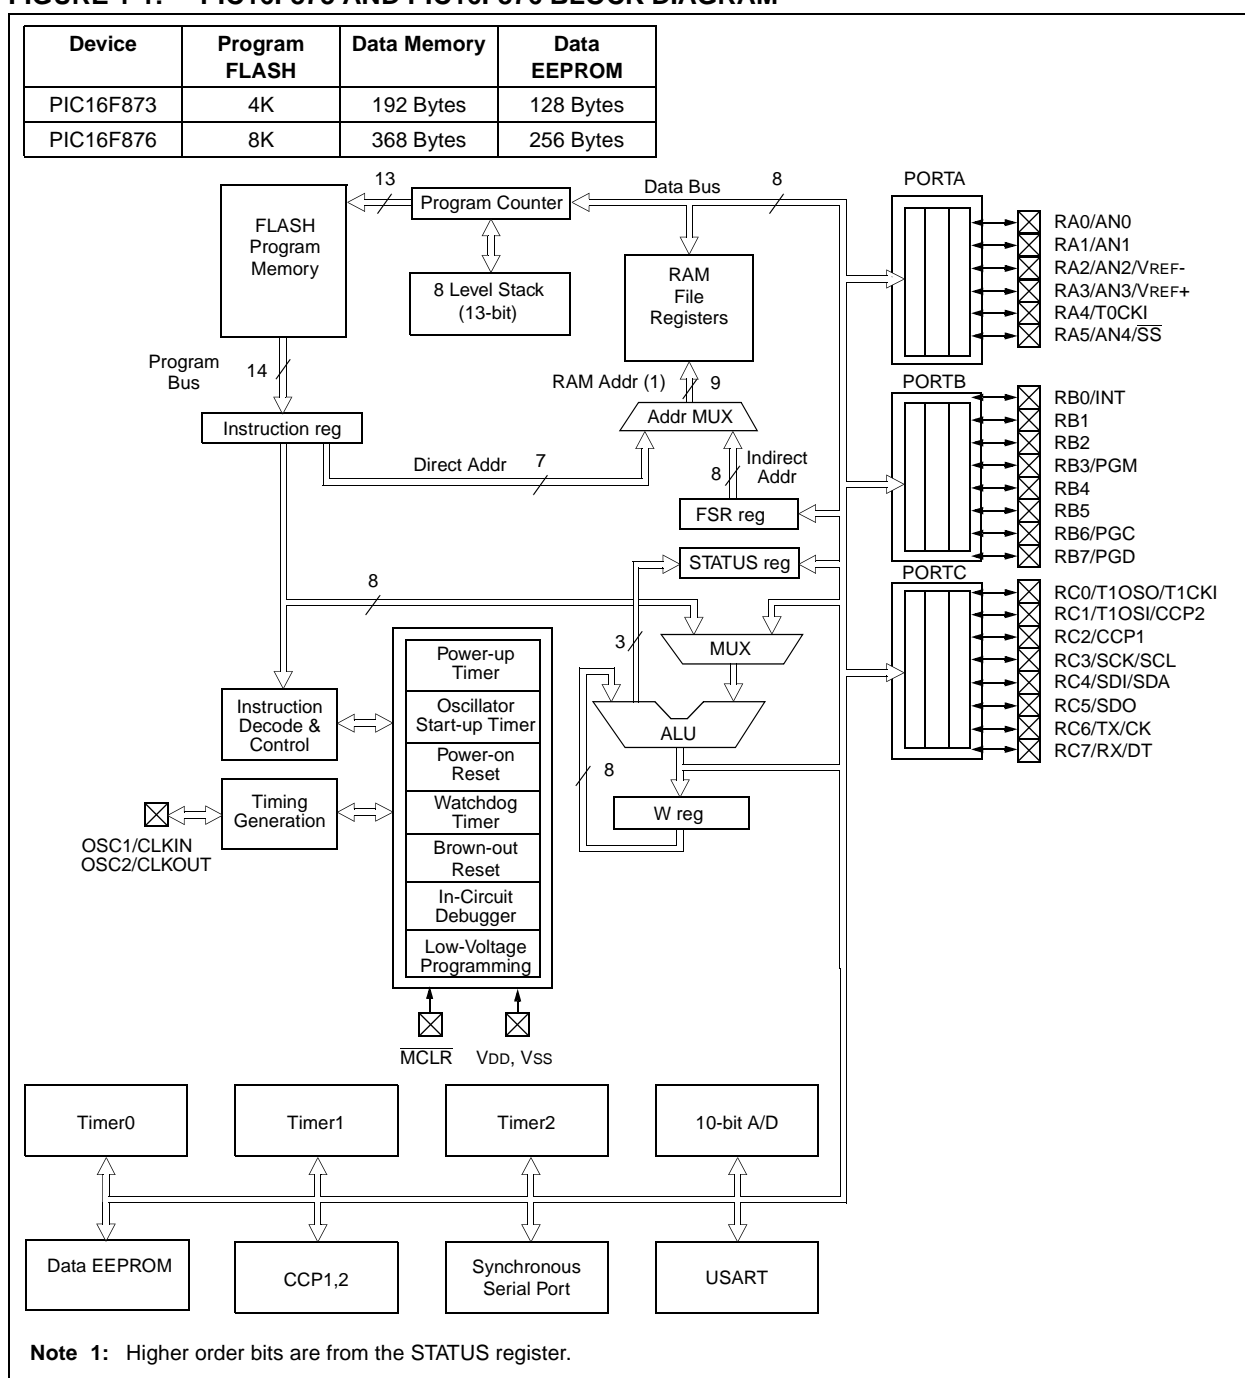 Device Program FLASH Data Memory Data EEPROM
PIC16F873 4K 192 Bytes 128 Bytes
PIC16F876 8K 368 Bytes 256 Bytes
FLASH
Program
Memory
13
Program Counter
Data Bus
8
8 Level Stack
(13-bit)
RAM
File
Registers
Program
Bus
14
RAM Addr (1)
9
Addr MUX
Instruction reg
Direct Addr
7
8
Indirect
Addr
FSR reg
STATUS reg
8
3
MUX
ALU
8
W reg
Power-up
Timer
Oscillator
Start-up Timer
Power-on
Reset
Watchdog
Timer
Brown-out
Reset
In-Circuit
Debugger
Low-Voltage
Programming
Instruction
Decode &
Control
Timing
Generation
OSC1/CLKIN
OSC2/CLKOUT
MCLR
VDD, VSS
PORTA
RA0/AN0
RA1/AN1
RA2/AN2/VREF-
RA3/AN3/VREF+
RA4/T0CKI
RA5/AN4/SS
PORTB
RB0/INT
RB1
RB2
RB3/PGM
RB4
RB5
RB6/PGC
RB7/PGD
PORTC
RC0/T1OSO/T1CKI
RC1/T1OSI/CCP2
RC2/CCP1
RC3/SCK/SCL
RC4/SDI/SDA
RC5/SDO
RC6/TX/CK
RC7/RX/DT
Timer0
Timer1
Timer2
10-bit A/D
Data EEPROM
CCP1,2
Synchronous
Serial Port
USART
Note 1: Higher order bits are from the STATUS register.